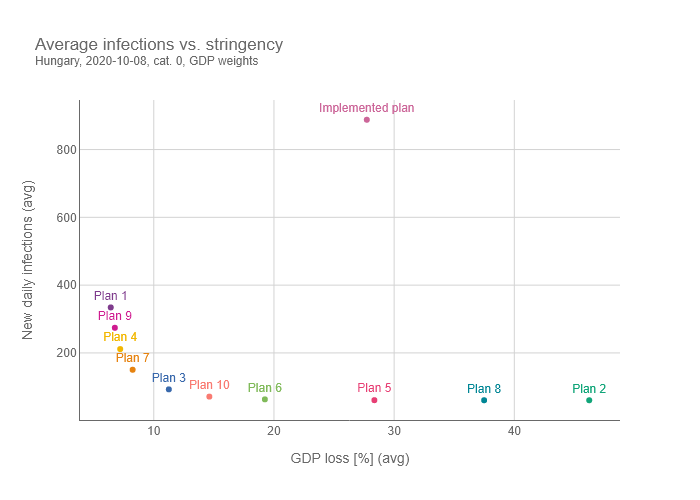 Average infections vs. stringency
Hungary, 2020-10-08, cat. 0, GDP weights
Implemented plan
800
600
New daily infections (avg)
400
Plan 1
Plan 9
Plan 4
200
Plan 7
Plan 3
Plan 10
Plan 6
Plan 5
Plan 8
Plan 2
10
20
30
40
GDP loss [%] (avg)